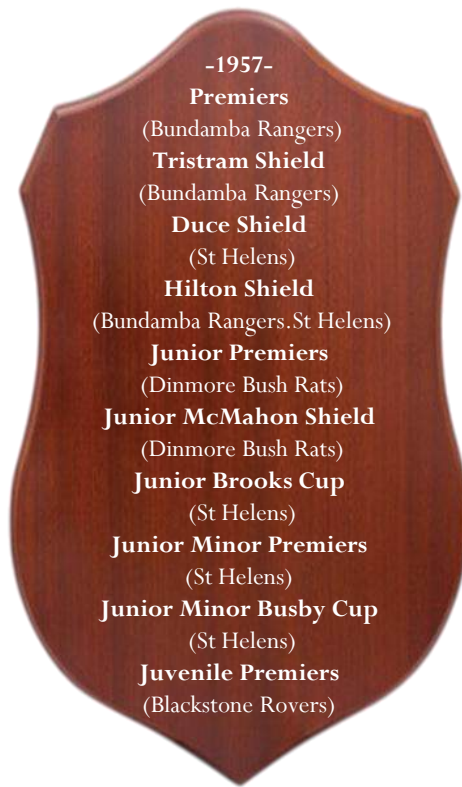 -1957-
Premiers
(Bundamba Rangers)
Tristram Shield
(Bundamba Rangers)
Duce Shield
(St Helens)
Hilton Shield
(Bundamba Rangers.St Helens)
Junior Premiers
(Dinmore Bush Rats)
Junior McMahon Shield
(Dinmore Bush Rats)
Junior Brooks Cup
(St Helens)
Junior Minor Premiers
(St Helens)
Junior Minor Busby Cup
(St Helens)
Juvenile Premiers
(Blackstone Rovers)